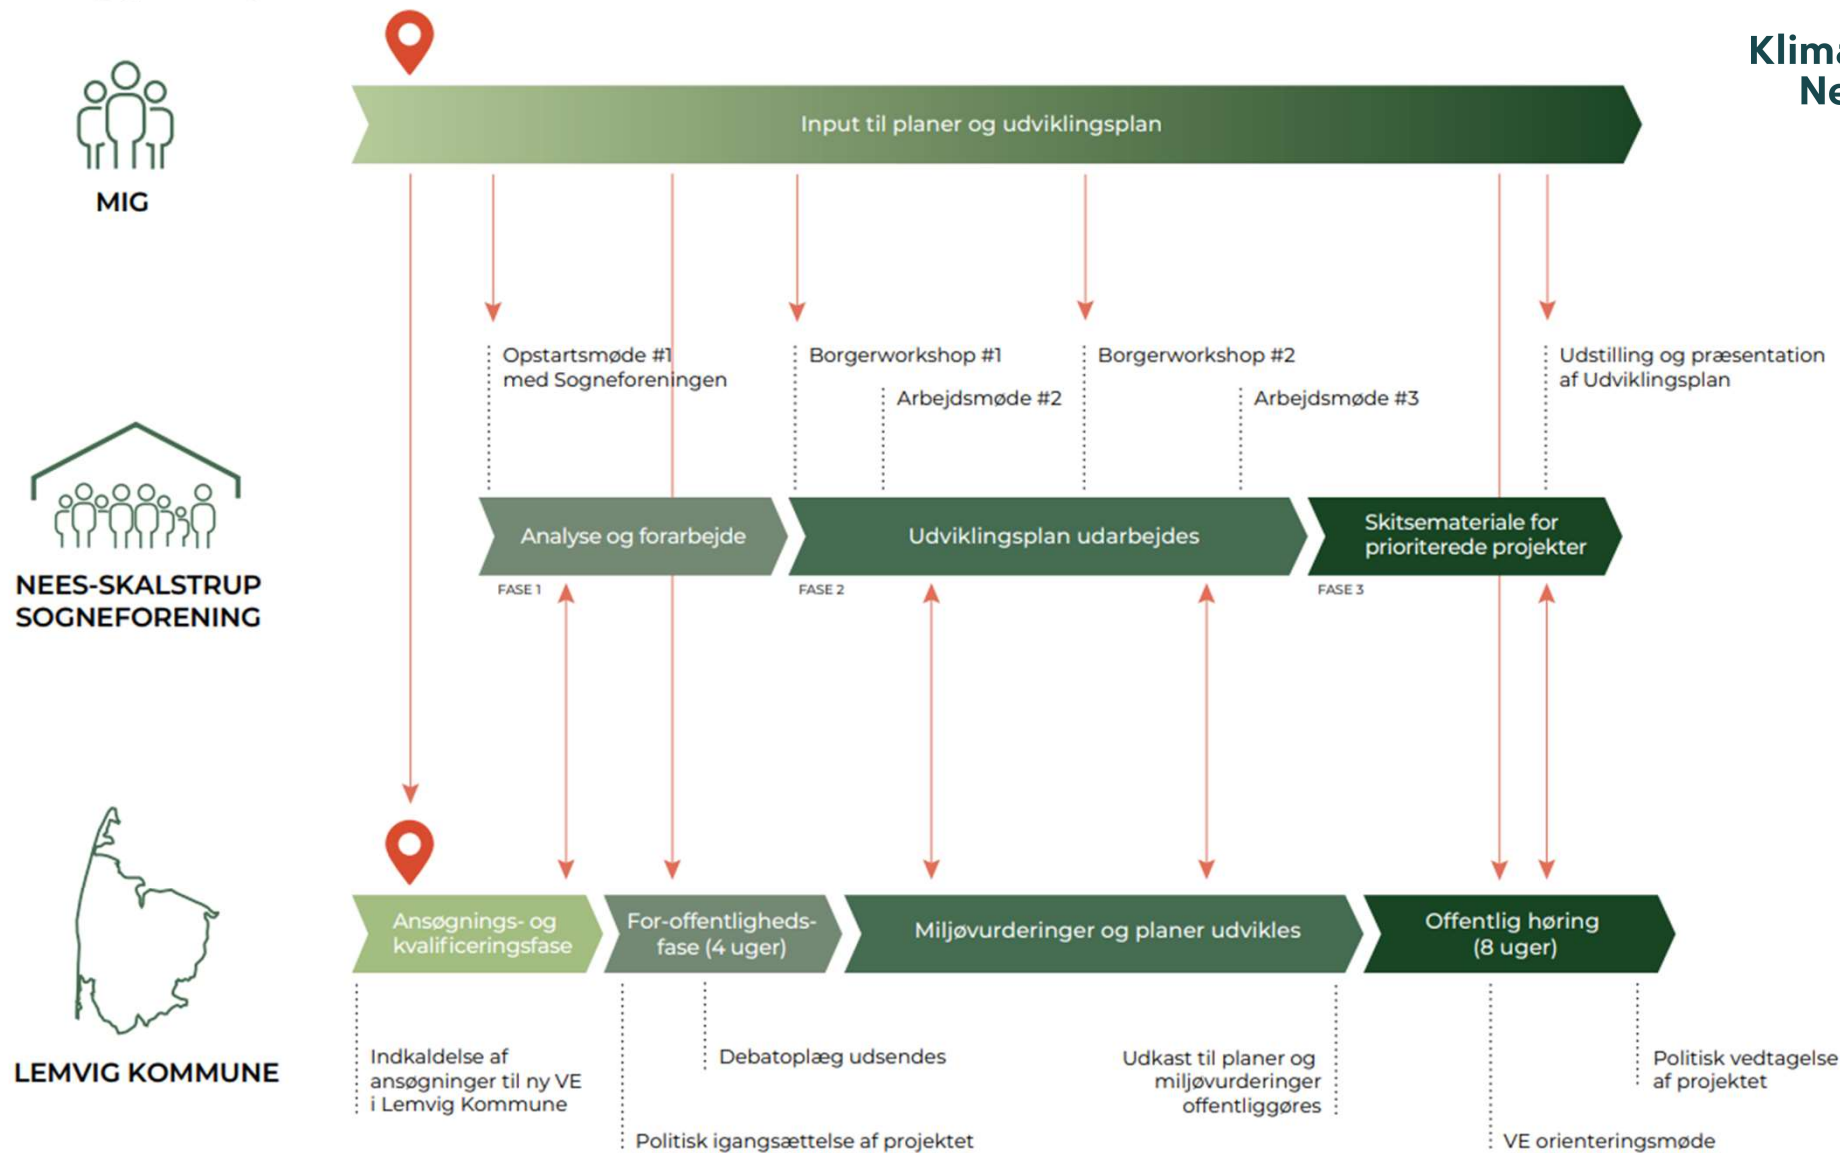 Klima
Ne
Input til planer og udviklingsplan
MIG
Opstartsmøde #1
med Sogneforeningen
Borgerworkshop #1
Arbejdsmøde #2
Borgerworkshop #2
Arbejdsmøde #3
Udstilling og præsentation
af Udviklingsplan
Analyse og forarbejde
Udviklingsplan udarbejdes
Skitsemateriale for
prioriterede projekter
FASE 1
FASE 2
FASE 3
NEES-SKALSTRUP
SOGNEFORENING
Ansøgnings- og
kvalificeringsfase
For-offentligheds-
fase (4 uger)
Miljøvurderinger og planer udvikles
Offentlig høring
(8 uger)
LEMVIG KOMMUNE
Indkaldelse af
ansøgninger til ny VE
i Lemvig Kommune
Debatoplæg udsendes
Politisk igangsættelse af projektet
Udkast til planer og
miljøvurderinger
offentliggøres
Politisk vedtagelse
af projektet
VE orienteringsmøde